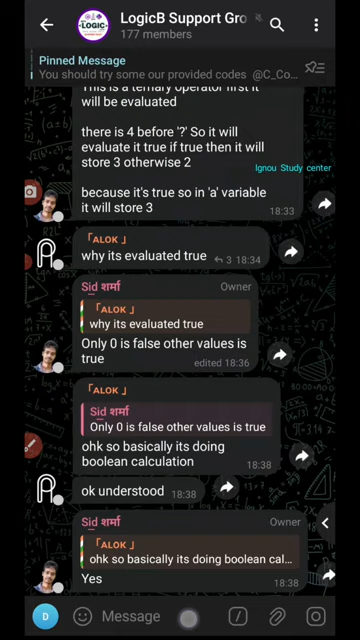 LogicB Support Gro
177 members
Pinned Message
You should try some our provided codes @C_Co...
This is a ternary operator first it
will be evaluated
there is 4 before '?' So it will
evaluate it true if true then it will
store 3 otherwise 2
Ignou Study center
because it's true so in 'a' variable
it will store 3
18:33
「ALOK 」
why its evaluated true
3 18:34
Sid शर्मा Owner
「ALOK 」
why its evaluated true
Only 0 is false other values is
true
edited 18:36
「ALOK 」
Sid शर्मा
Only 0 is false other values is true
ohk so basically its doing
boolean calculation
18:38
ok understood 18:38
Sid शर्मा Owner
「ALOK 」
ohk so basically its doing boolean cal...
Yes
18:38
D
Message